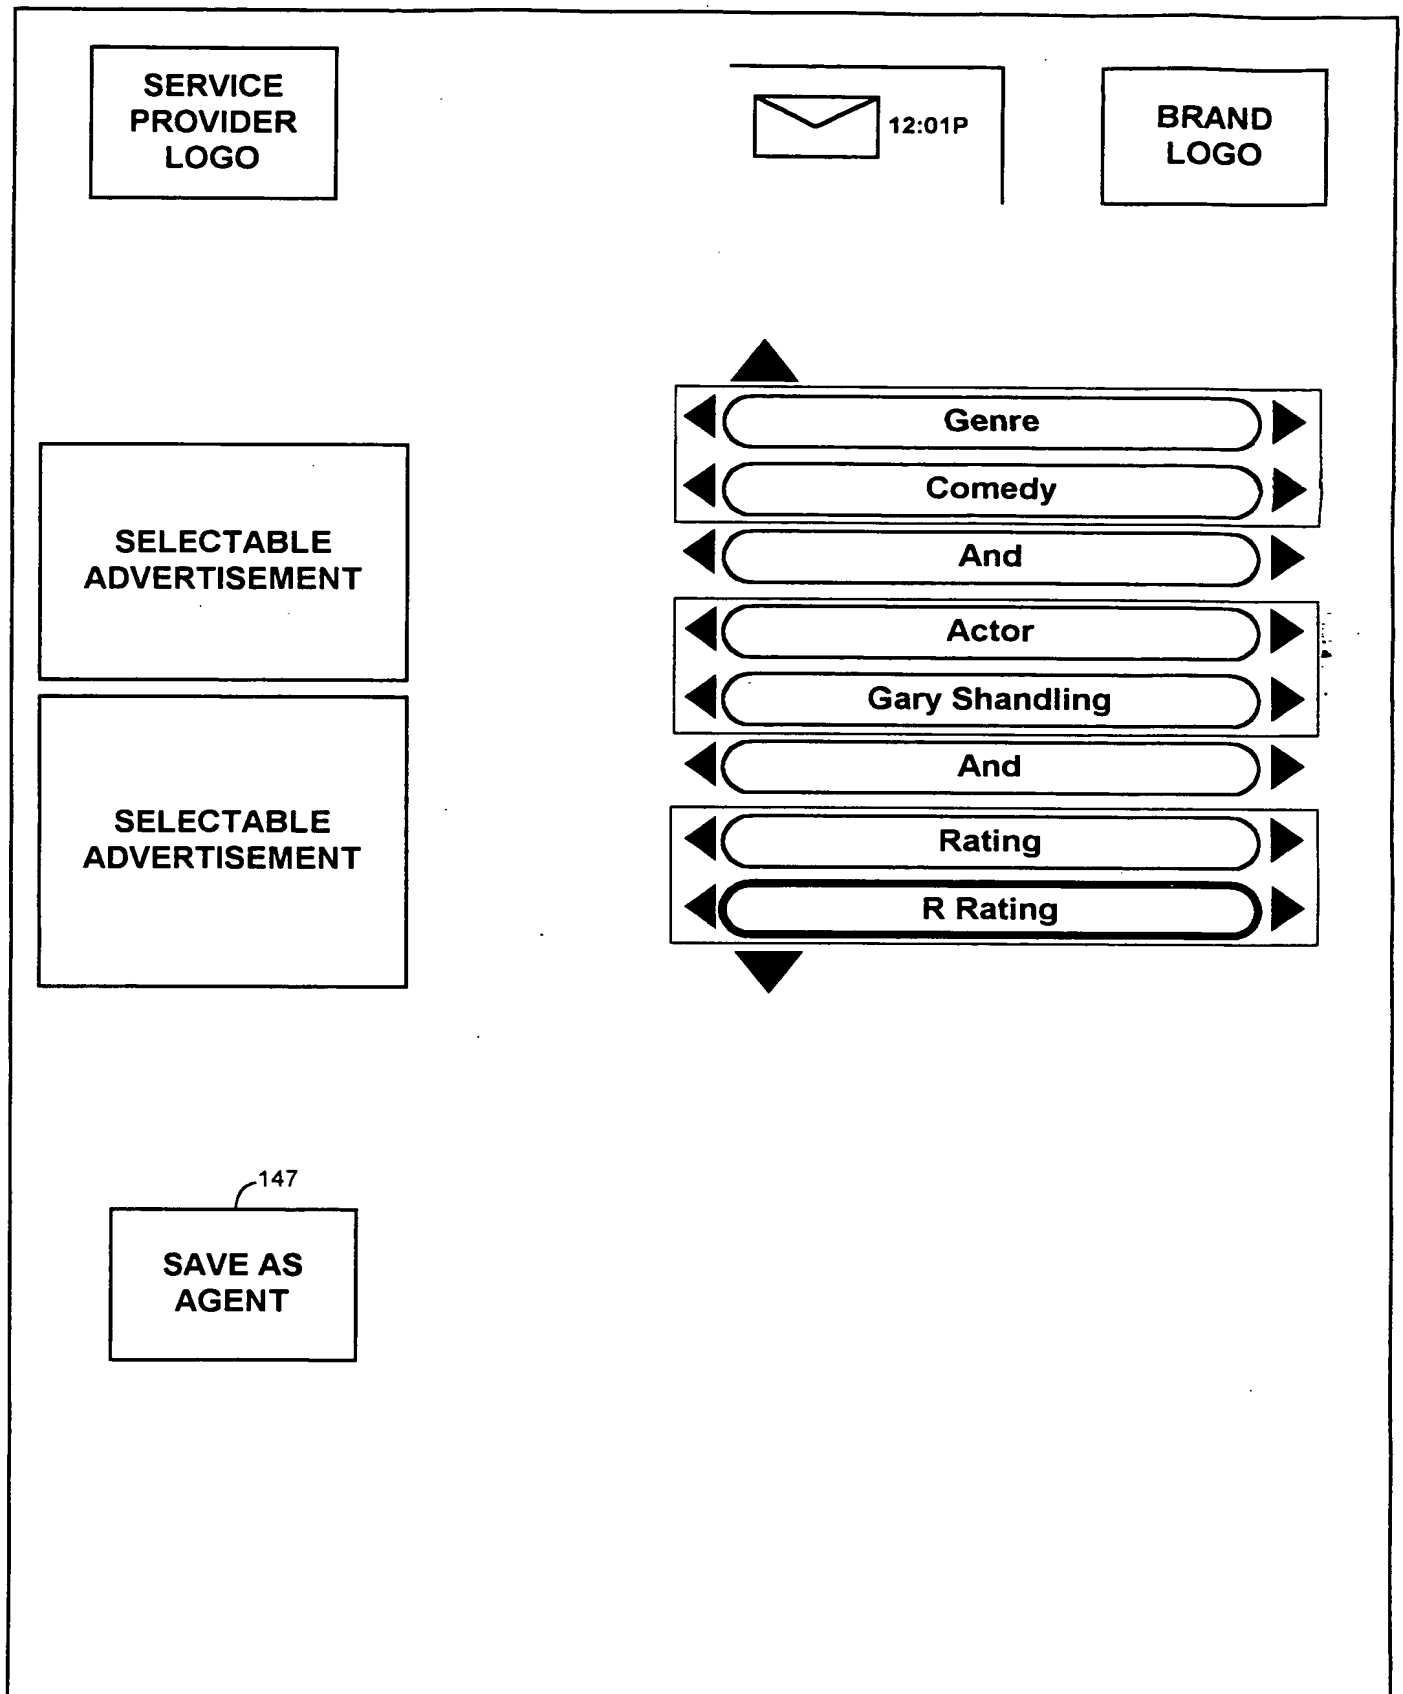 SERVICE
PROVIDER
LOGO
12:01P
BRAND
LOGO
Genre
Comedy
And
Actor
Gary Shandling
And
Rating
R Rating
SELECTABLE
ADVERTISEMENT
SELECTABLE
ADVERTISEMENT
147
SAVE AS
AGENT